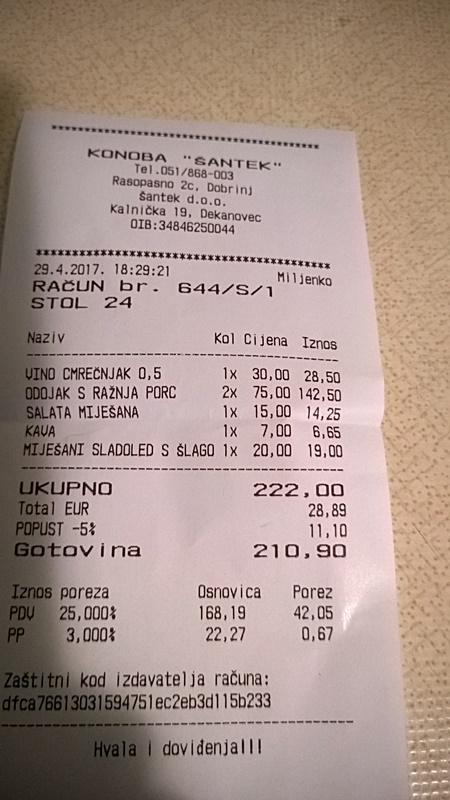 ****************************************
KONOBA "ŠANTEK"
Tel.051/868-003
Rasopasno 2c, Dobrinj
Šantek d.o.o.
Kalnička 19, Dekanovec
OIB:34846250044
****************************************
29.4.2017. 18:29:21 Miljenko
RAČUN br. 644/S/1
STOL 24
Naziv Kol Cijena Iznos
----------------------------------------
VINO CMREČNJAK 0,5 1x 30,00 28,50
ODOJAK S RAŽNJA PORC 2x 75,00 142,50
SALATA MIJEŠANA 1x 15,00 14,25
KAVA 1x 7,00 6,65
MIJEŠANI SLADOLED S ŠLAGO 1x 20,00 19,00
----------------------------------------
UKUPNO 222,00
Total EUR 28,89
POPUST -5% 11,10
Gotovina 210,90
Iznos poreza Osnovica Porez
PDV 25,000% 168,19 42,05
PP 3,000% 22,27 0,67
Zaštitni kod izdavatelja računa:
dfca76613031594751ec2eb3d115b233
----------------------------------------
Hvala i doviđenja!!!